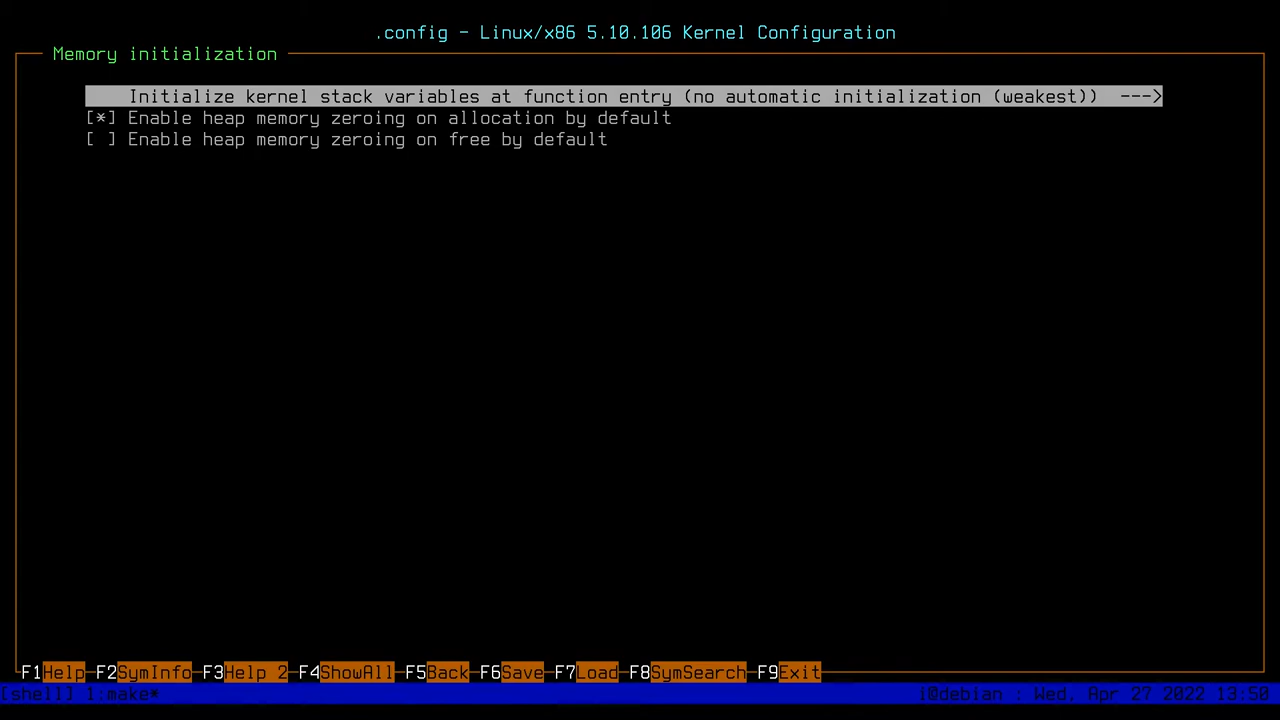 .config - Linux/x86 5.10.106 Kernel Configuration
Memory initialization
Initialize kernel stack variables at function entry (no automatic initialization (weakest))  --->
[*] Enable heap memory zeroing on allocation by default
[ ] Enable heap memory zeroing on free by default
F1Help F2SymInfo F3Help 2 F4ShowAll F5Back F6Save F7Load F8SymSearch F9Exit
[shell] 1:make* i@debian : Wed, Apr 27 2022 13:50